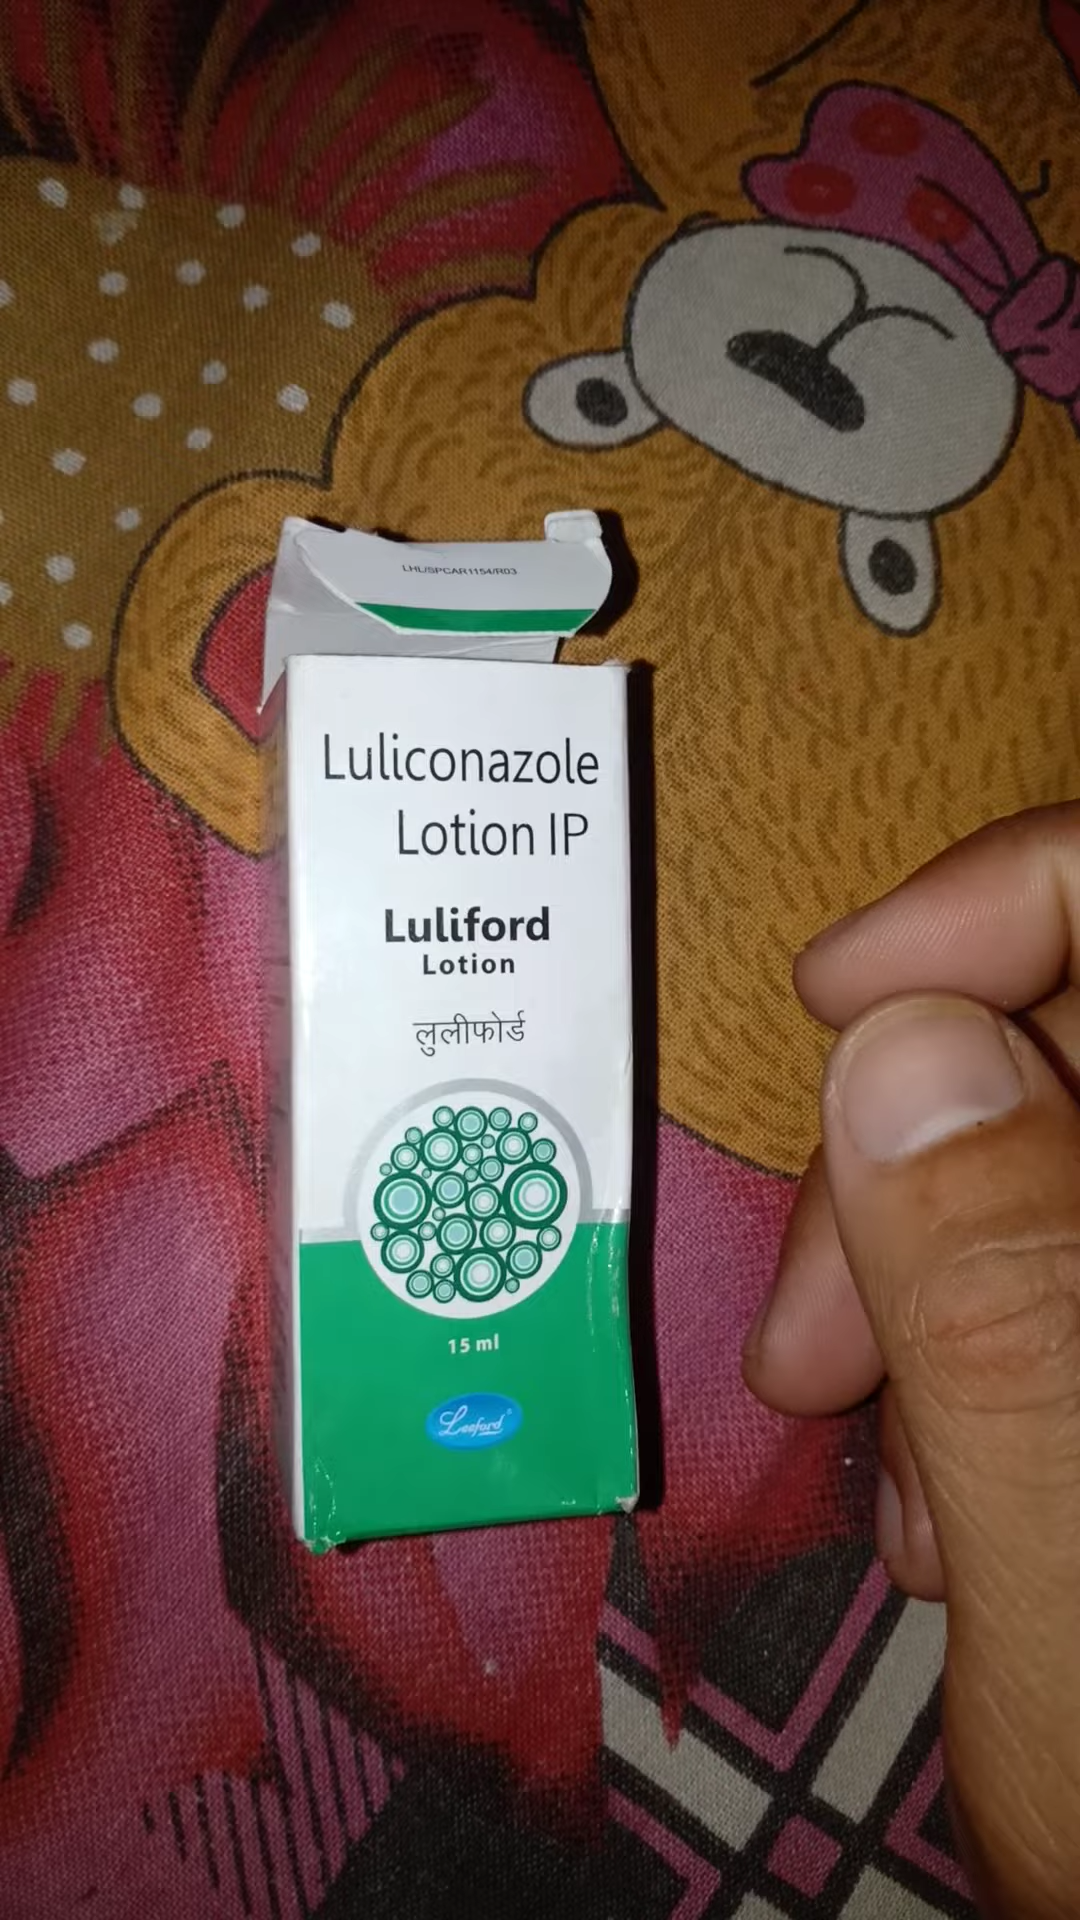 LHL/SPCAR1154/R03
Luliconazole
Lotion IP
Luliford
Lotion
लुलीफोर्ड
15 ml
Leeford